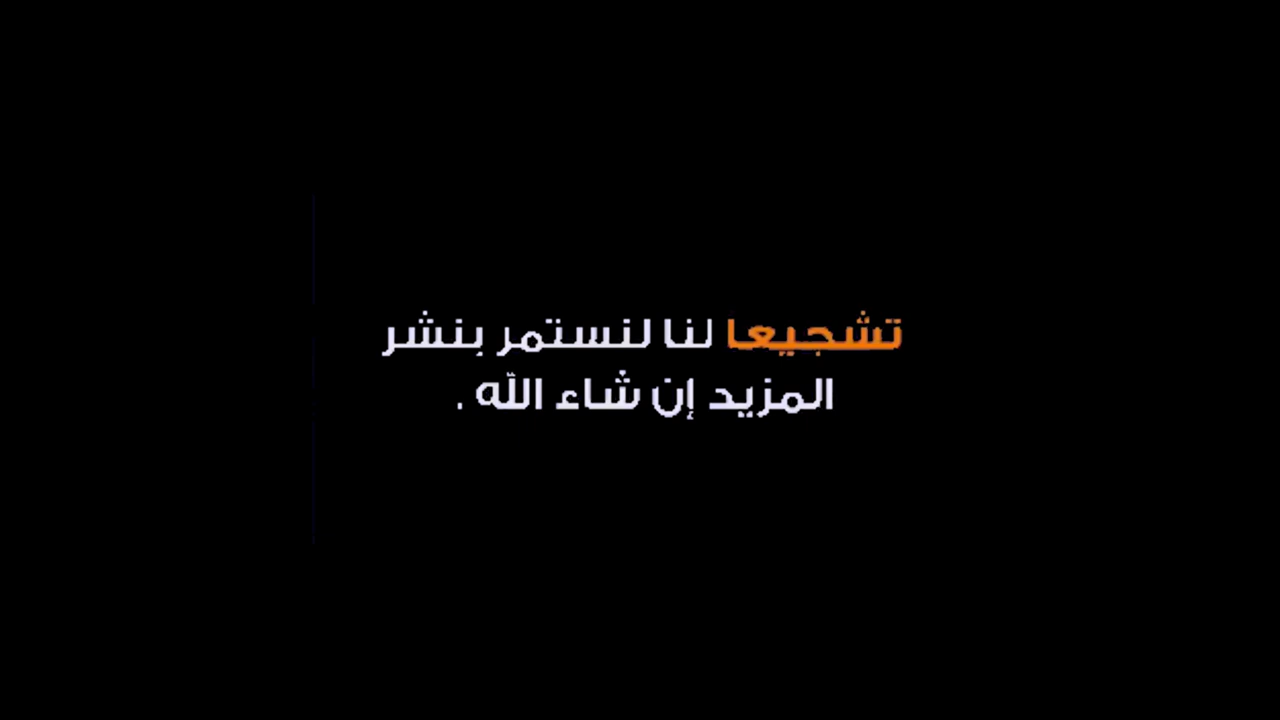 تشجيعا لنا لنستمر بنشر
المزيد إن شاء الله .